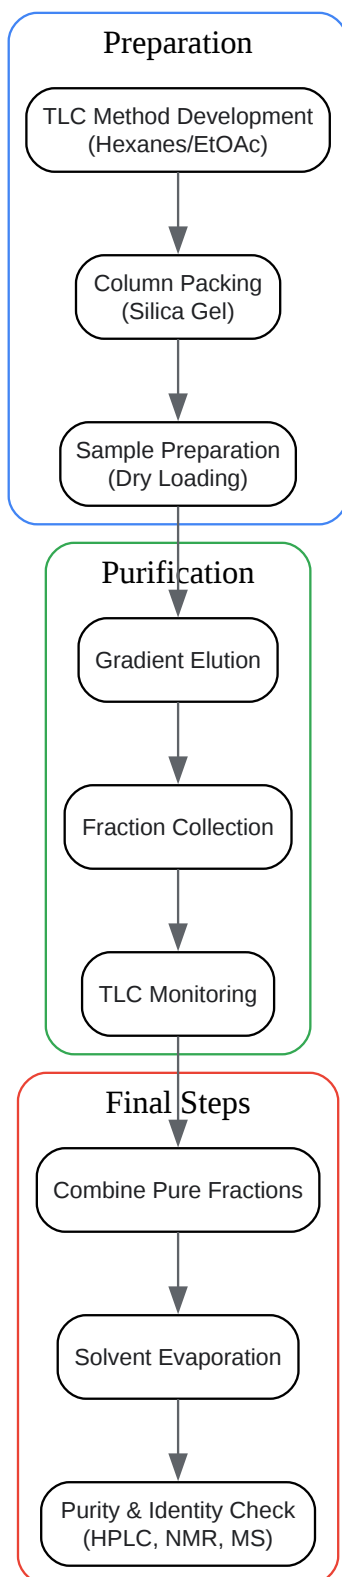 Preparation
TLC Method Development
(Hexanes/EtOAc)
Column Packing
(Silica Gel)
Sample Preparation
(Dry Loading)
Purification
Gradient Elution
Fraction Collection
TLC Monitoring
Final Steps
Combine Pure Fractions
Solvent Evaporation
Purity & Identity Check
(HPLC, NMR, MS)